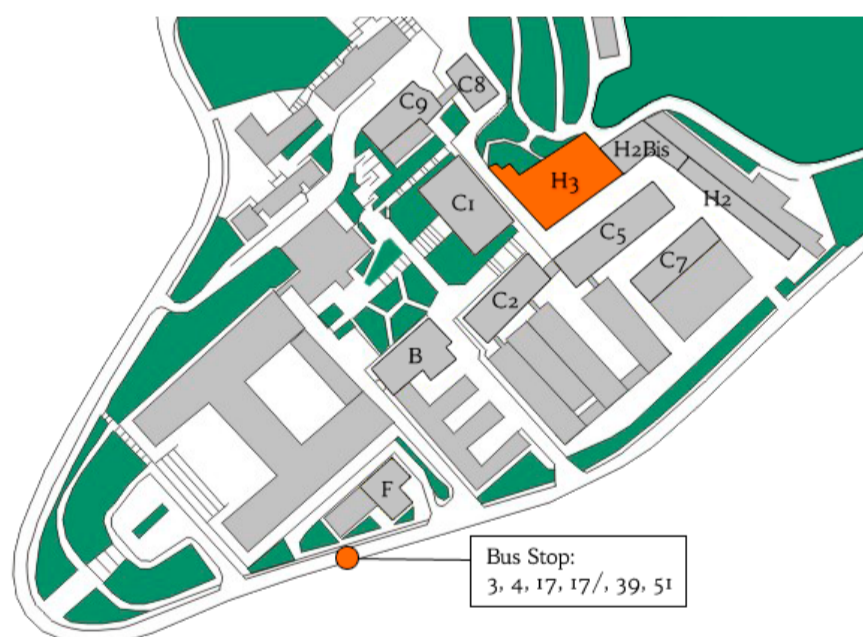 C8
C9
H2Bis
H3
H2
C1
C5
C7
C2
B
F
Bus Stop:
3, 4, 17, 17/, 39, 51